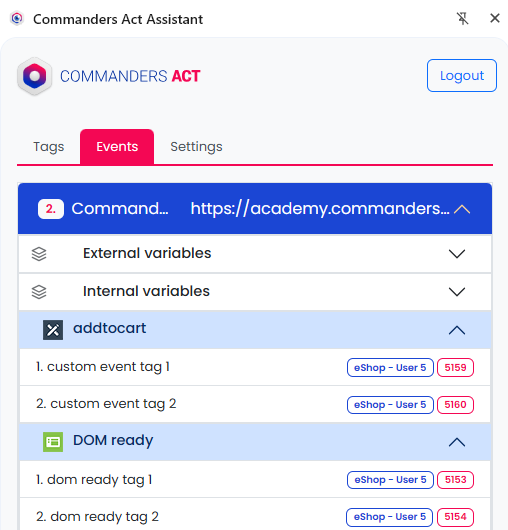 Commanders Act Assistant
COMMANDERS ACT
Logout
Tags Events Settings
2. Command... https://academy.commanders...
External variables
Internal variables
addtocart
1. custom event tag 1 eShop - User 5 5159
2. custom event tag 2 eShop - User 5 5160
DOM ready
1. dom ready tag 1 eShop - User 5 5153
2. dom ready tag 2 eShop - User 5 5154